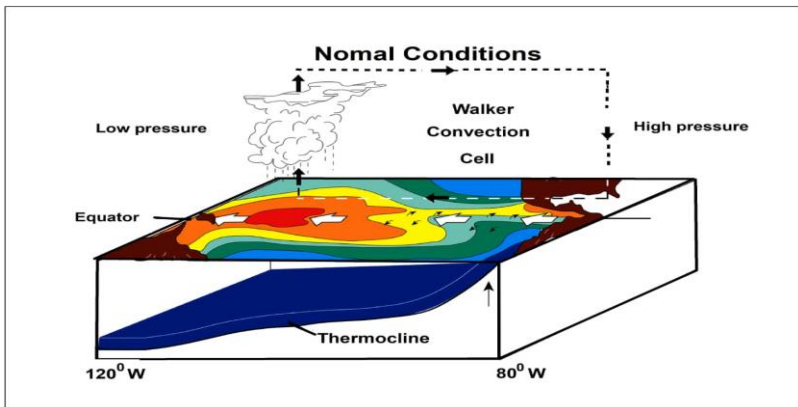 Nomal Conditions
Walker
Convection
Cell
Low pressure
High pressure
Equator
Thermocline
120⁰ W
80⁰ W